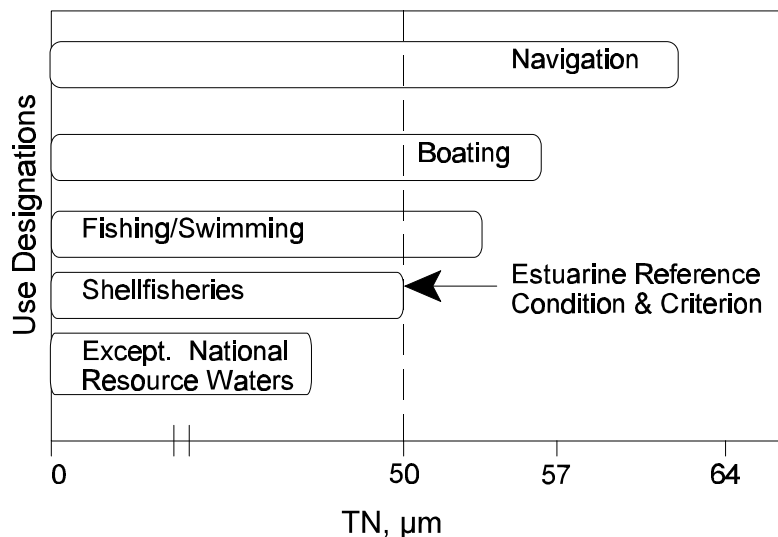 Use Designations
Navigation
Boating
Fishing/Swimming
Shellfisheries
Estuarine Reference
Condition & Criterion
Except. National
Resource Waters
0 50 57 64
TN, μm